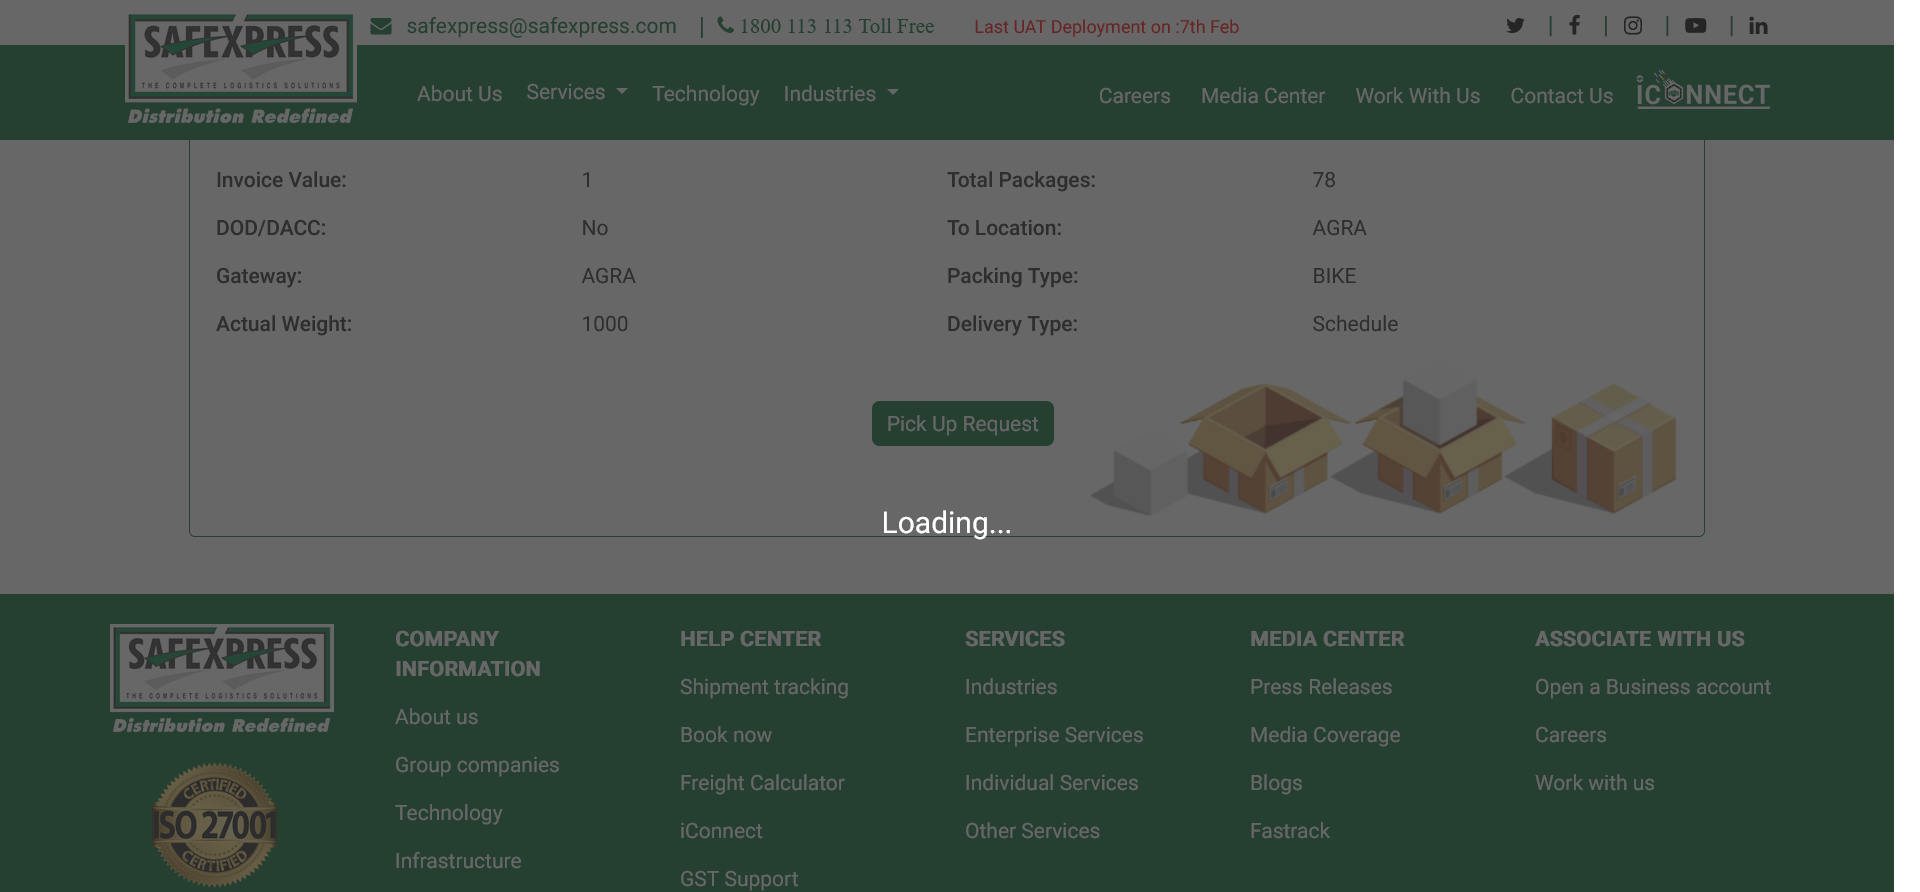 SAFEXPRESS
THE COMPLETE LOGISTICS SOLUTIONS
Distribution Redefined
safexpress@safexpress.com | 1800 113 113 Toll Free Last UAT Deployment on :7th Feb
About Us Services Technology Industries Careers Media Center Work With Us Contact Us iCONNECT
Invoice Value: 1 Total Packages: 78
DOD/DACC: No To Location: AGRA
Gateway: AGRA Packing Type: BIKE
Actual Weight: 1000 Delivery Type: Schedule
Pick Up Request
Loading...
SAFEXPRESS
THE COMPLETE LOGISTICS SOLUTIONS
Distribution Redefined
CERTIFIED
ISO 27001
CERTIFIED
COMPANY
INFORMATION
About us
Group companies
Technology
Infrastructure
HELP CENTER
Shipment tracking
Book now
Freight Calculator
iConnect
GST Support
SERVICES
Industries
Enterprise Services
Individual Services
Other Services
MEDIA CENTER
Press Releases
Media Coverage
Blogs
Fastrack
ASSOCIATE WITH US
Open a Business account
Careers
Work with us